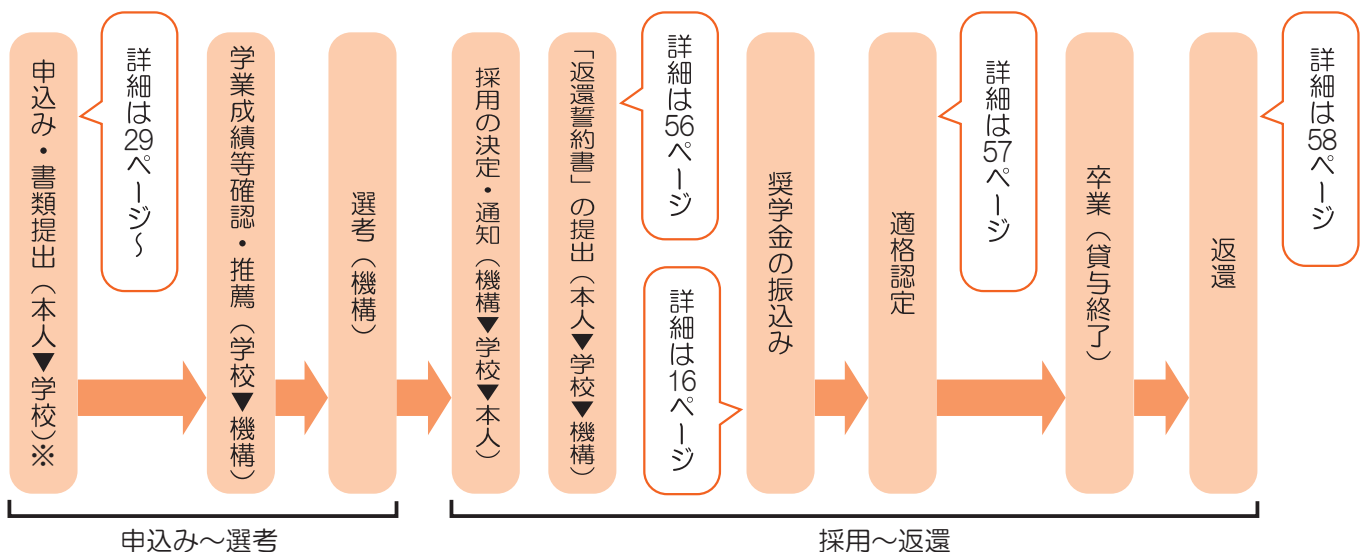 申込み・書類提出（本人▼学校）※
詳細は29ページ～
学業成績等確認・推薦（学校▼機構）
選考（機構）
採用の決定・通知（機構▼学校▼本人）
「返還誓約書」の提出（本人▼学校▼機構）
詳細は56ページ
詳細は16ページ
奨学金の振込み
適格認定
詳細は57ページ
卒業（貸与終了）
返還
詳細は58ページ
申込み～選考
採用～返還